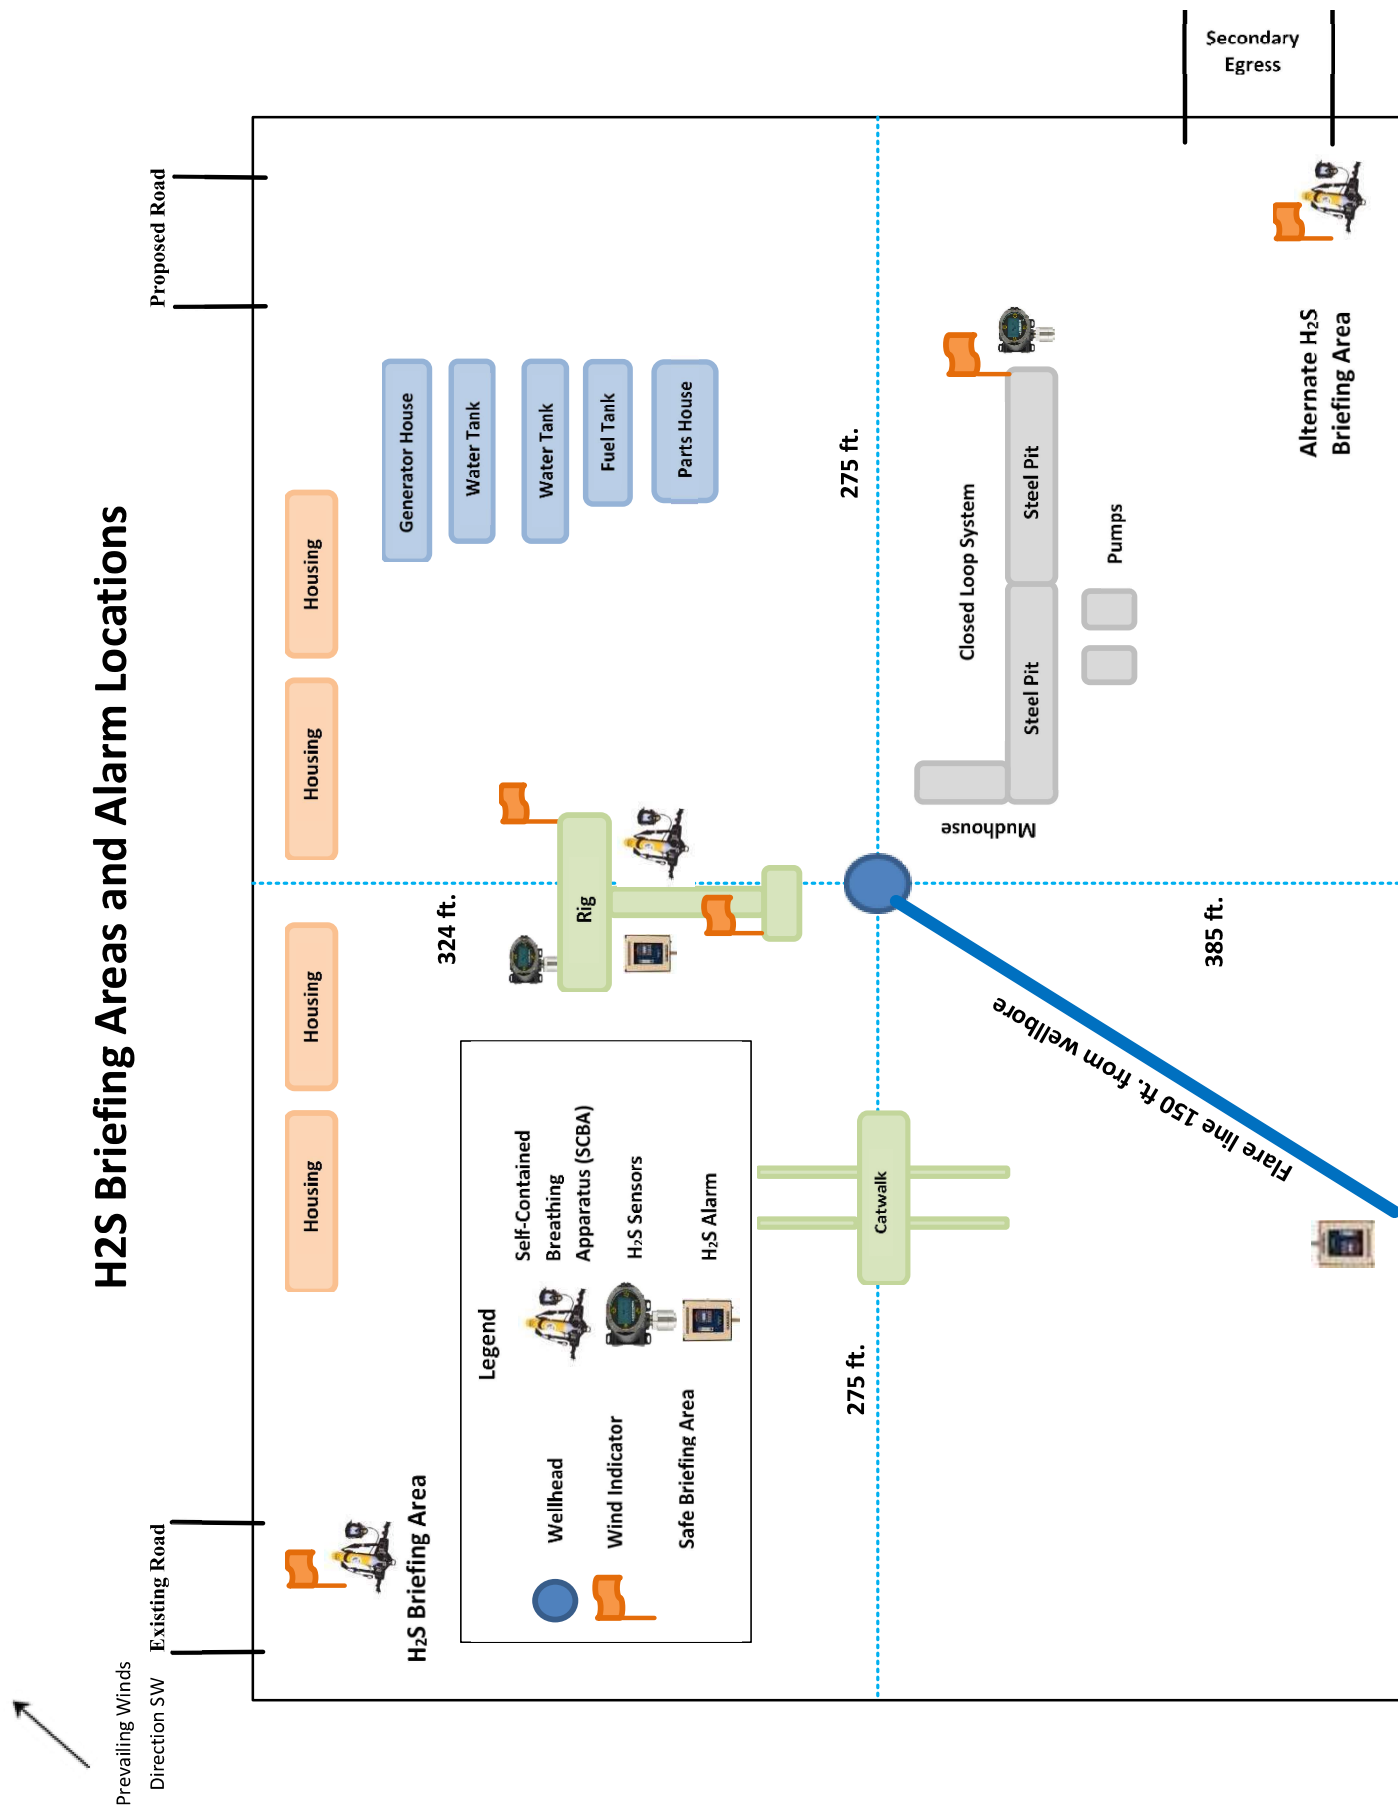 H2S Briefing Areas and Alarm Locations
Prevailing Winds
Direction SW
Existing Road
Proposed Road
Secondary
Egress
Housing
Housing
Housing
Housing
H₂S Briefing Area
Generator House
Water Tank
Water Tank
Fuel Tank
Parts House
324 ft.
Rig
Legend
Wellhead
Wind Indicator
Safe Briefing Area
Self-Contained
Breathing
Apparatus (SCBA)
H₂S Sensors
H₂S Alarm
275 ft.
275 ft.
Catwalk
Mudhouse
Closed Loop System
Steel Pit
Steel Pit
Pumps
385 ft.
Flare line 150 ft. from wellbore
Alternate H₂S
Briefing Area